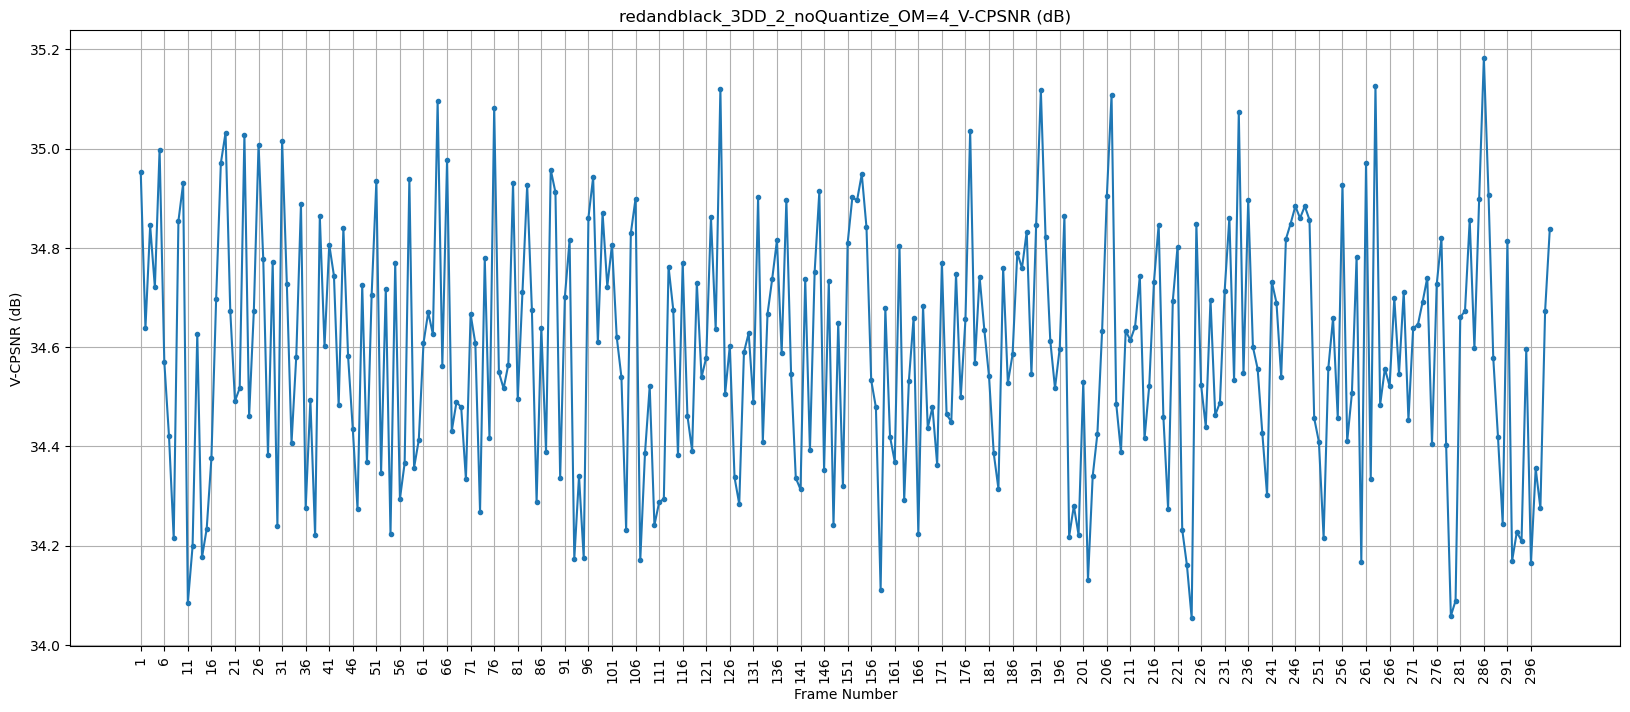 redandblack_3DD_2_noQuantize_OM=4_V-CPSNR (dB)
V-CPSNR (dB)
35.2
35.0
34.8
34.6
34.4
34.2
34.0
1 6 11 16 21 26 31 36 41 46 51 56 61 66 71 76 81 86 91 96 101 106 111 116 121 126 131 136 141 146 151 156 161 166 171 176 181 186 191 196 201 206 211 216 221 226 231 236 241 246 251 256 261 266 271 276 281 286 291 296
Frame Number